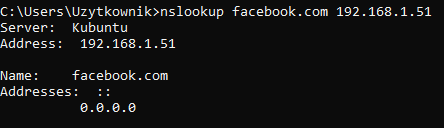 C:\Users\Uzytkownik>nslookup facebook.com 192.168.1.51
Server:  Kubuntu
Address:  192.168.1.51

Name:    facebook.com
Addresses:  ::
          0.0.0.0